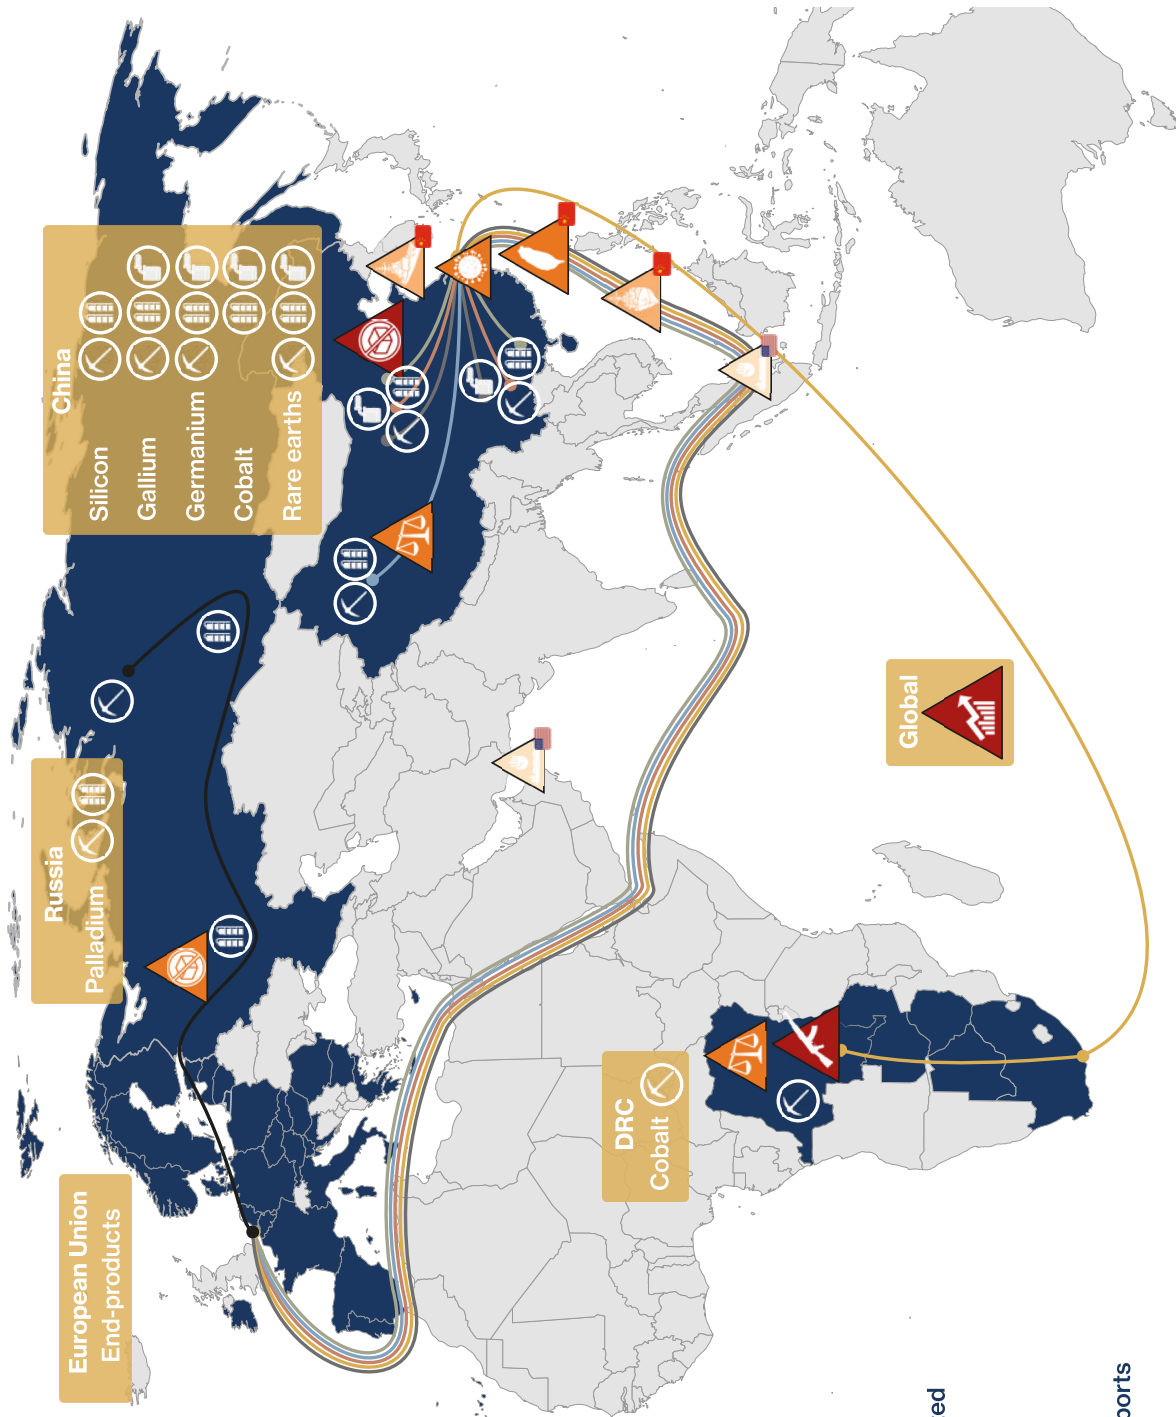 European Union
End-products
Russia
Palladium
China
Silicon
Gallium
Germanium
Cobalt
Rare earths
DRC
Cobalt
Global